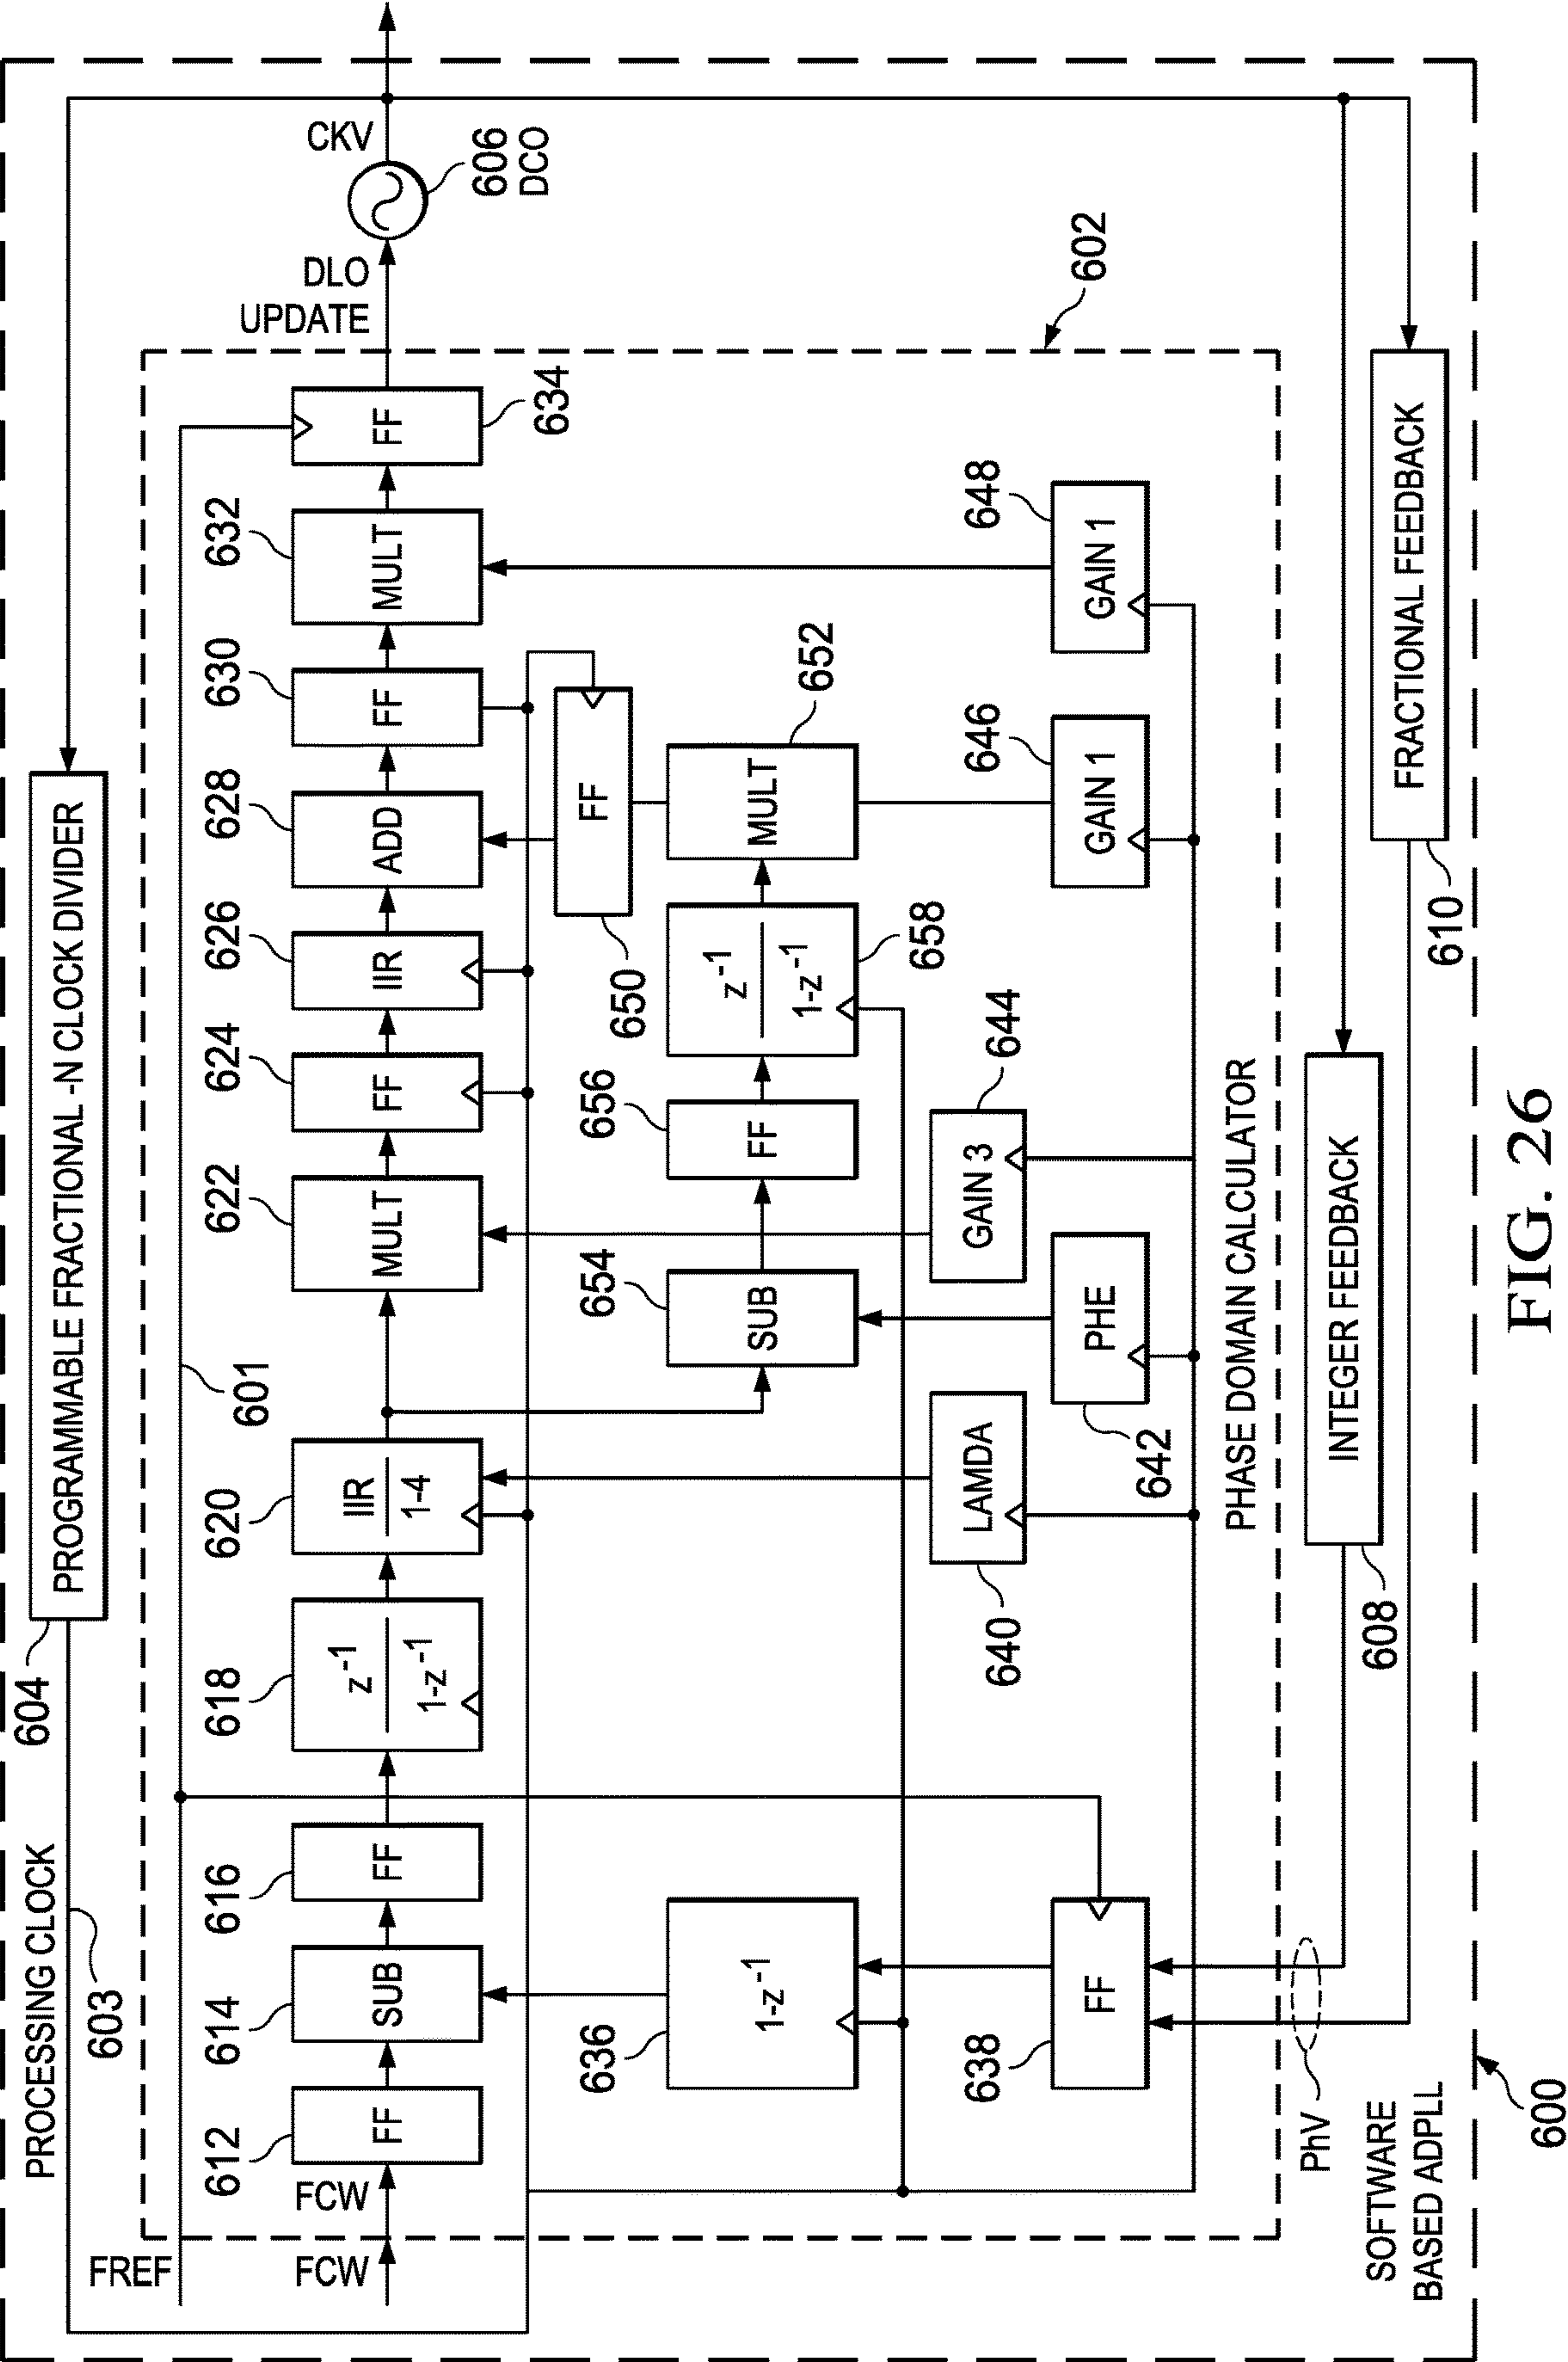 PROCESSING CLOCK
603
604
PROGRAMMABLE FRACTIONAL -N CLOCK DIVIDER
FREF
601
FCW
FCW
612
FF
614
SUB
616
FF
618
z-1
1-z-1
620
IIR
1-4
622
MULT
624
FF
626
IIR
628
ADD
630
FF
632
MULT
634
FF
DLO
UPDATE
CKV
606
DCO
602
650
FF
636
1-z-1
654
SUB
656
FF
658
z-1
1-z-1
652
MULT
640
LAMDA
644
GAIN 3
638
FF
642
PHE
646
GAIN 1
648
GAIN 1
PHASE DOMAIN CALCULATOR
PhV
608
INTEGER FEEDBACK
610
FRACTIONAL FEEDBACK
SOFTWARE
BASED ADPLL
600
FIG. 26